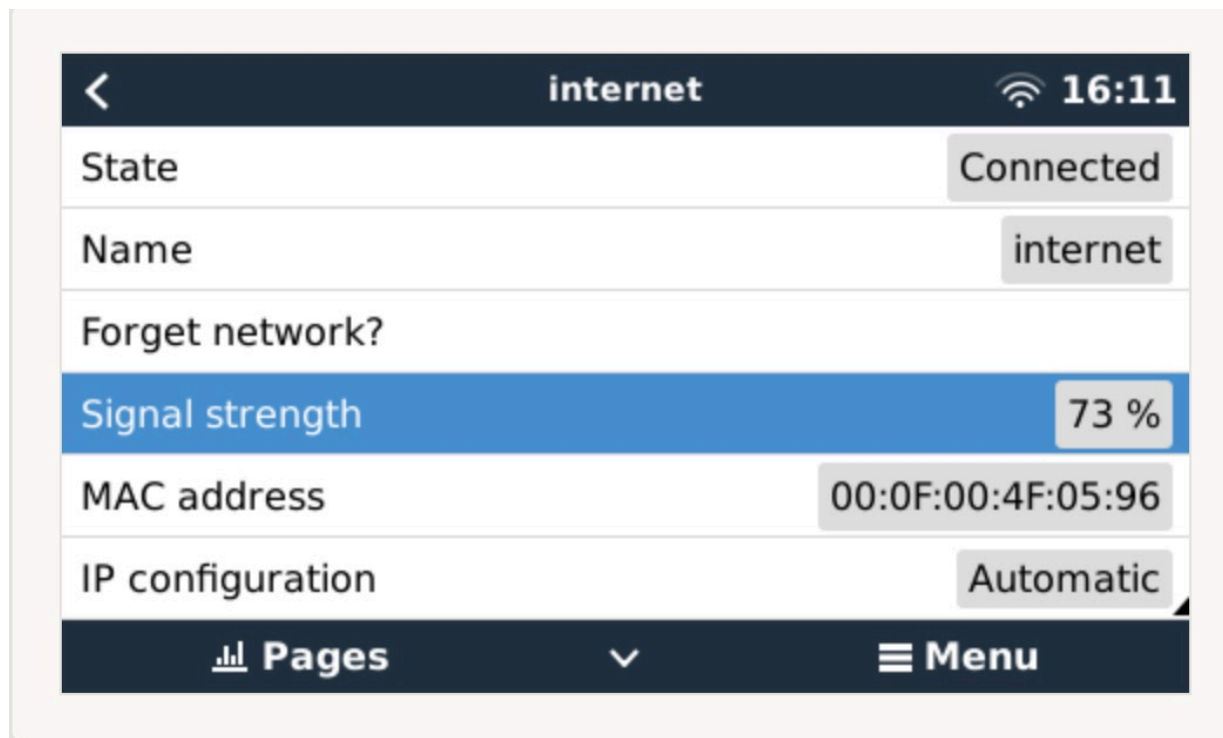 internet 16:11
State Connected
Name internet
Forget network?
Signal strength 73 %
MAC address 00:0F:00:4F:05:96
IP configuration Automatic
Pages Menu